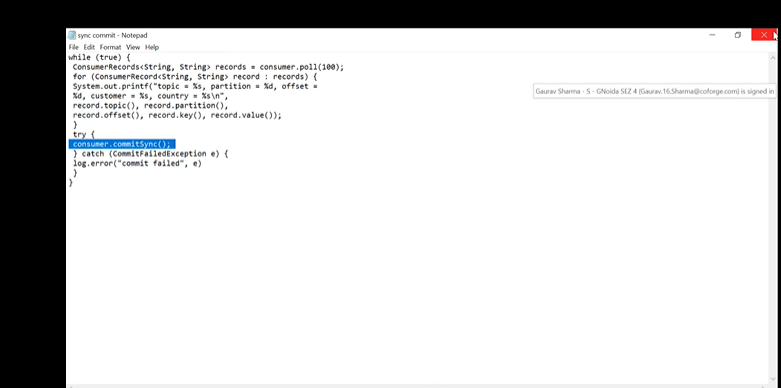 sync commit - Notepad
File Edit Format View Help
while (true) {
ConsumerRecords<String, String> records = consumer.poll(100);
for (ConsumerRecord<String, String> record : records) {
System.out.printf("topic = %s, partition = %d, offset =
%d, customer = %s, country = %s\n",
record.topic(), record.partition(),
record.offset(), record.key(), record.value());
}
try {
consumer.commitSync();
} catch (CommitFailedException e) {
log.error("commit failed", e)
}
}
Gaurav Sharma - S - GNoida SEZ 4 (Gaurav.16.Sharma@coforge.com) is signed in